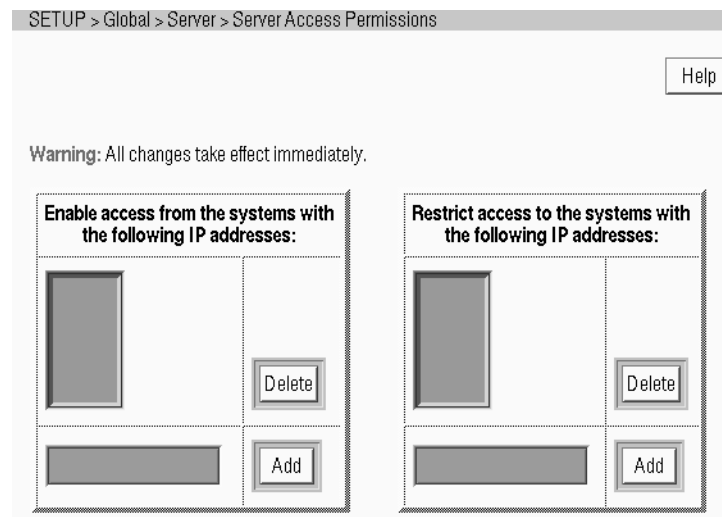 SETUP > Global > Server > Server Access Permissions
Help
Warning: All changes take effect immediately.
Enable access from the systems with
the following IP addresses:
Delete
Add
Restrict access to the systems with
the following IP addresses:
Delete
Add